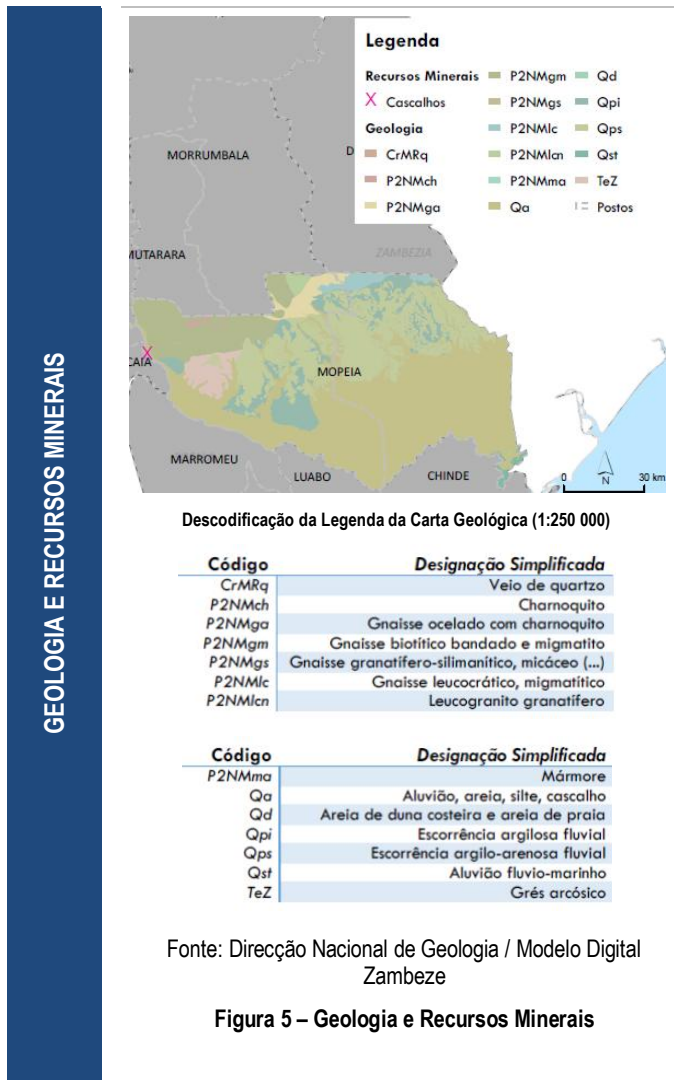 GEOLOGIA E RECURSOS MINERAIS
Legenda
Recursos Minerais
Cascalhos
Geologia
CrMRq
P2NMch
P2NMga
P2NMgm
P2NMgs
P2NMlc
P2NMlcn
P2NMma
Qa
Qd
Qpi
Qps
Qst
TeZ
Postos
MORRUMBALA
D
ZAMBEZIA
MUTARARA
CAIA
MOPEIA
MARROMEU
LUABO
CHINDE
0 30 km
N
Descodificação da Legenda da Carta Geológica (1:250 000)
Código Designação Simplificada
CrMRq Veio de quartzo
P2NMch Charnoquito
P2NMga Gnaisse ocelado com charnoquito
P2NMgm Gnaisse biotítico bandado e migmatito
P2NMgs Gnaisse granatífero-silimanítico, micáceo (...)
P2NMlc Gnaisse leucocrático, migmatítico
P2NMlcn Leucogranito granatífero
Código Designação Simplificada
P2NMma Mármore
Qa Aluvião, areia, silte, cascalho
Qd Areia de duna costeira e areia de praia
Qpi Escorrência argilosa fluvial
Qps Escorrência argilo-arenosa fluvial
Qst Aluvião fluvio-marinho
TeZ Grés arcósico
Fonte: Direcção Nacional de Geologia / Modelo Digital
Zambeze
Figura 5 – Geologia e Recursos Minerais